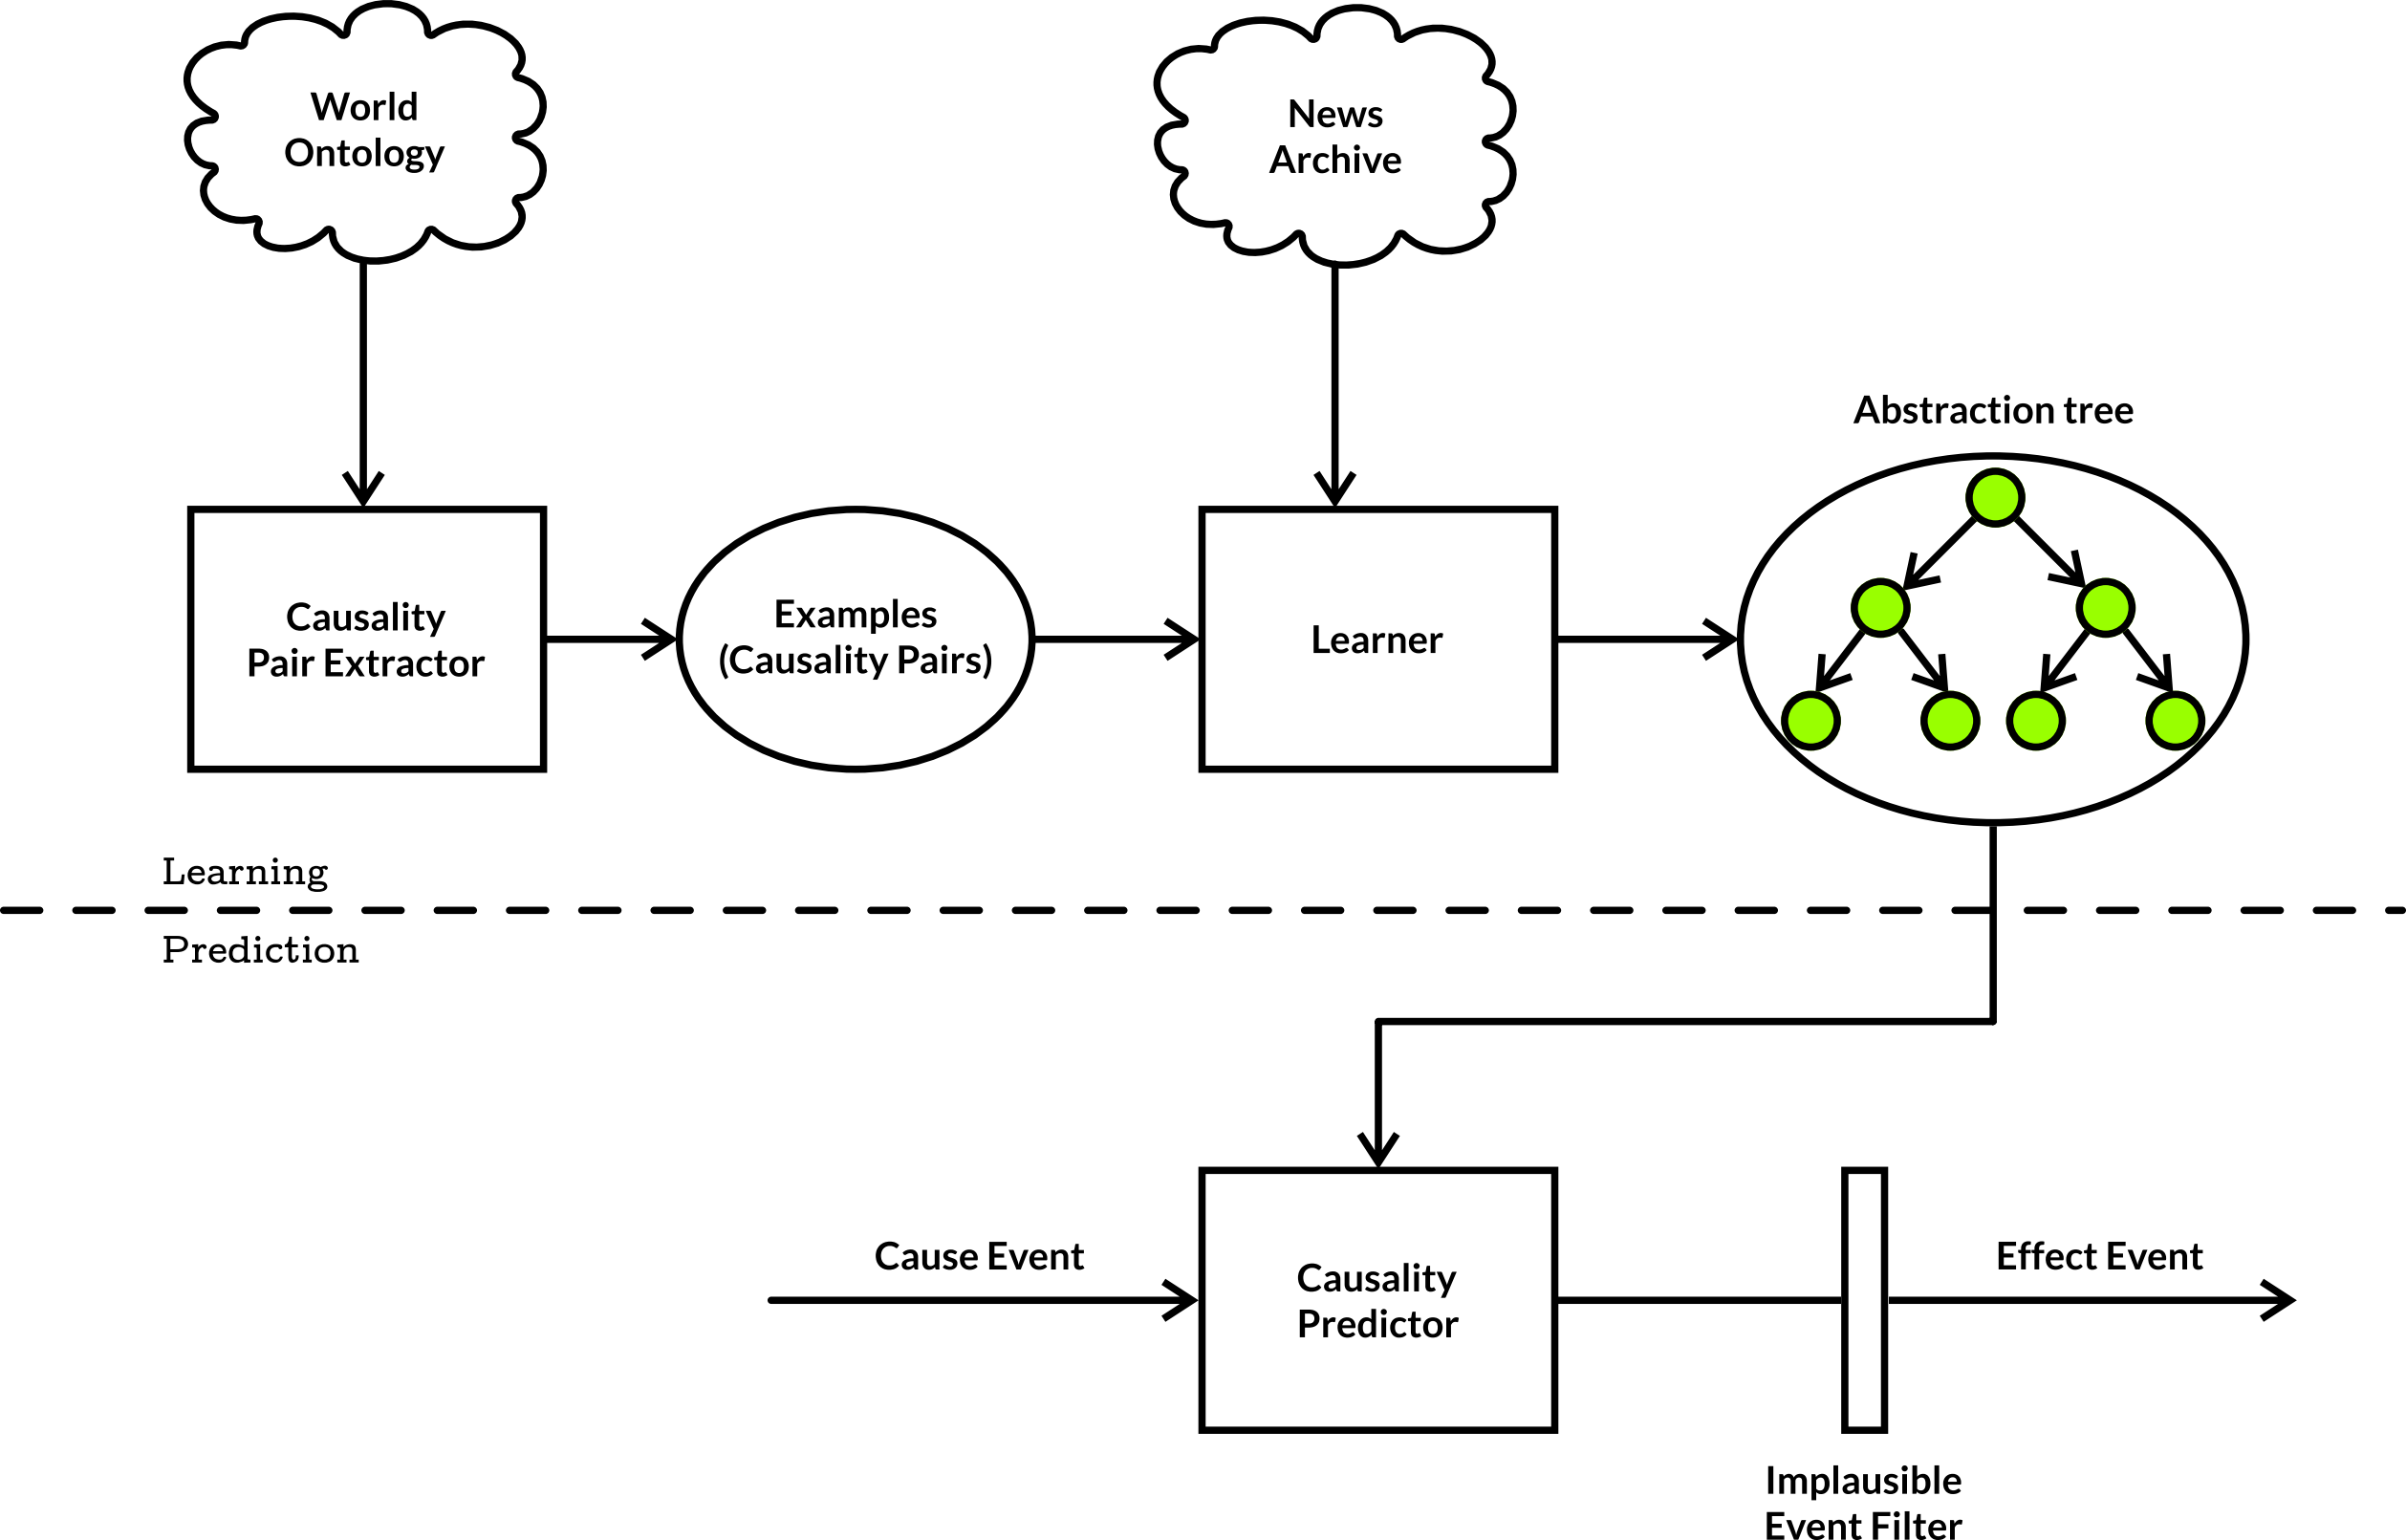 World
Ontology
News
Archive
Abstraction tree
Causality
Pair Extractor
Examples
(Causality Pairs)
Learner
Learning
Prediction
Cause Event
Causality
Predictor
Effect Event
Implausible
Event Filter